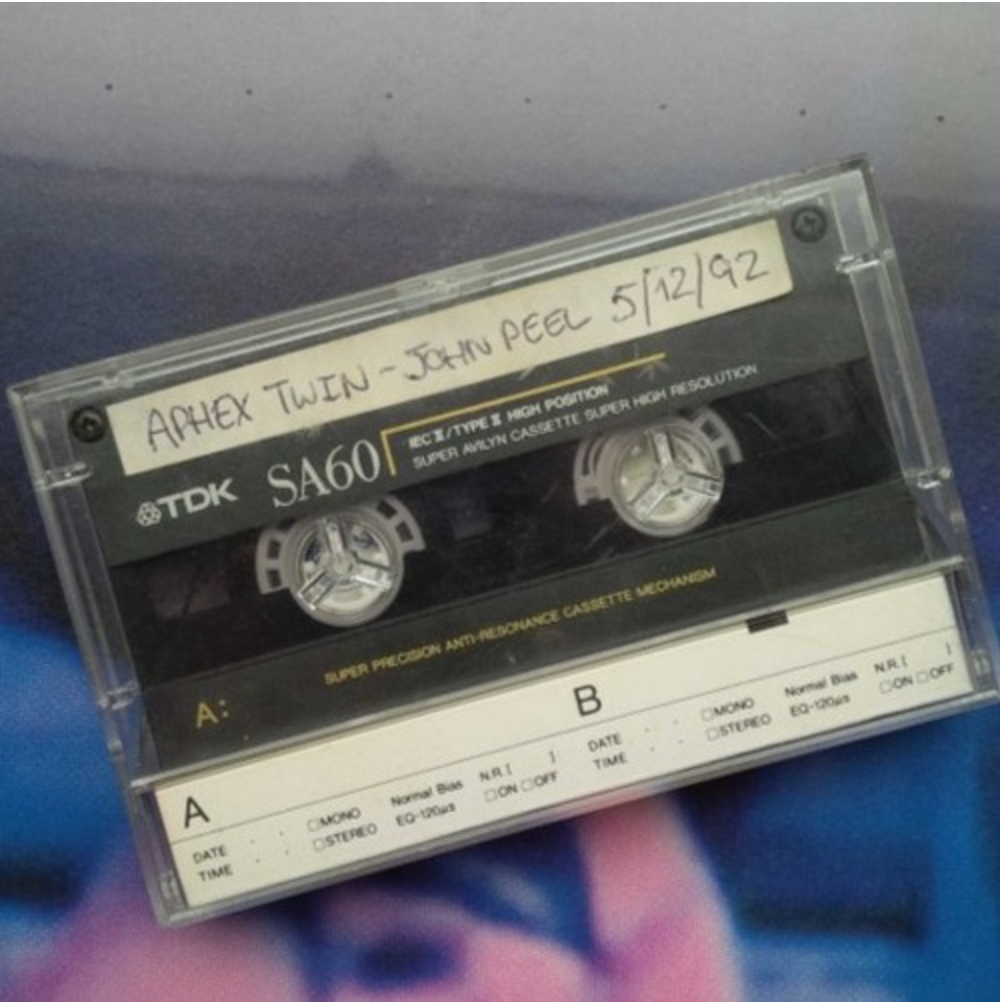 APHEX TWIN - JOHN PEEL 5/12/92
TDK SA60 IEC II/TYPE II HIGH POSITION
SUPER AVILYN CASSETTE SUPER HIGH RESOLUTION
SUPER PRECISION ANTI-RESONANCE CASSETTE MECHANISM
A:
A
DATE . . □MONO Normal Bias N.R. [ ]
TIME . . □STEREO EQ-120μs □ON □OFF
B
DATE . . □MONO Normal Bias N.R. [ ]
TIME . . □STEREO EQ-120μs □ON □OFF